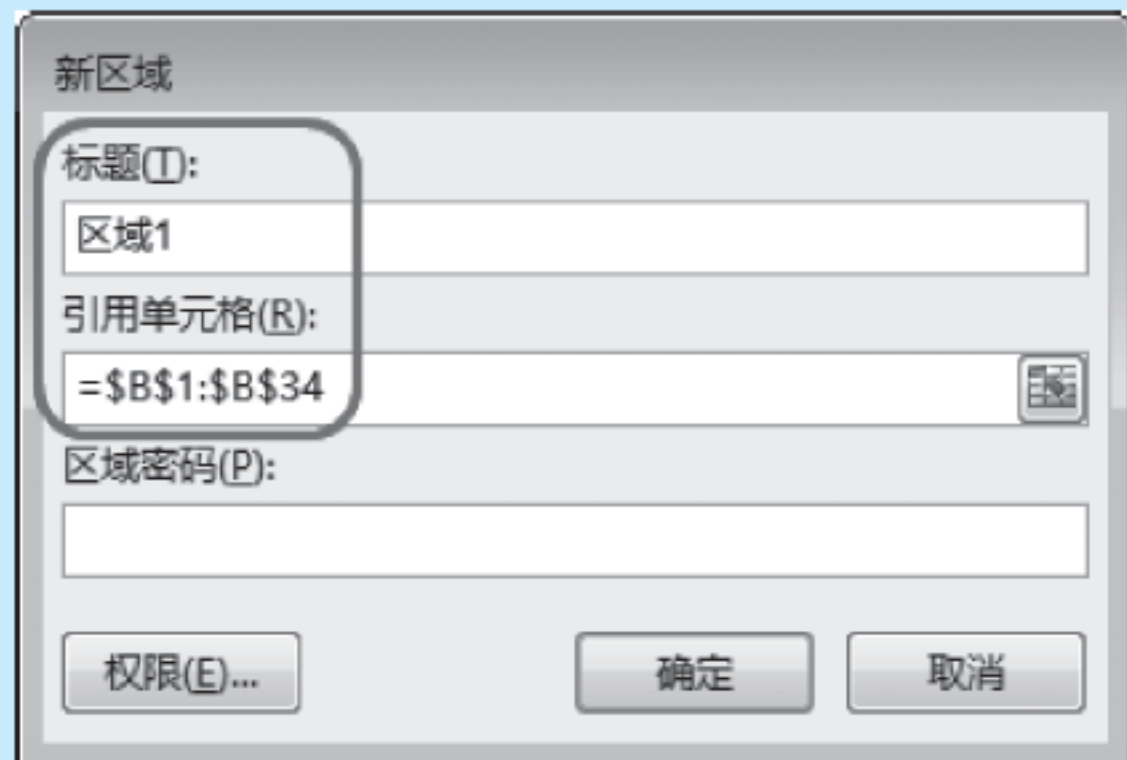 新区域
标题(T):
区域1
引用单元格(R):
=$B$1:$B$34
区域密码(P):
权限(E)...
确定
取消